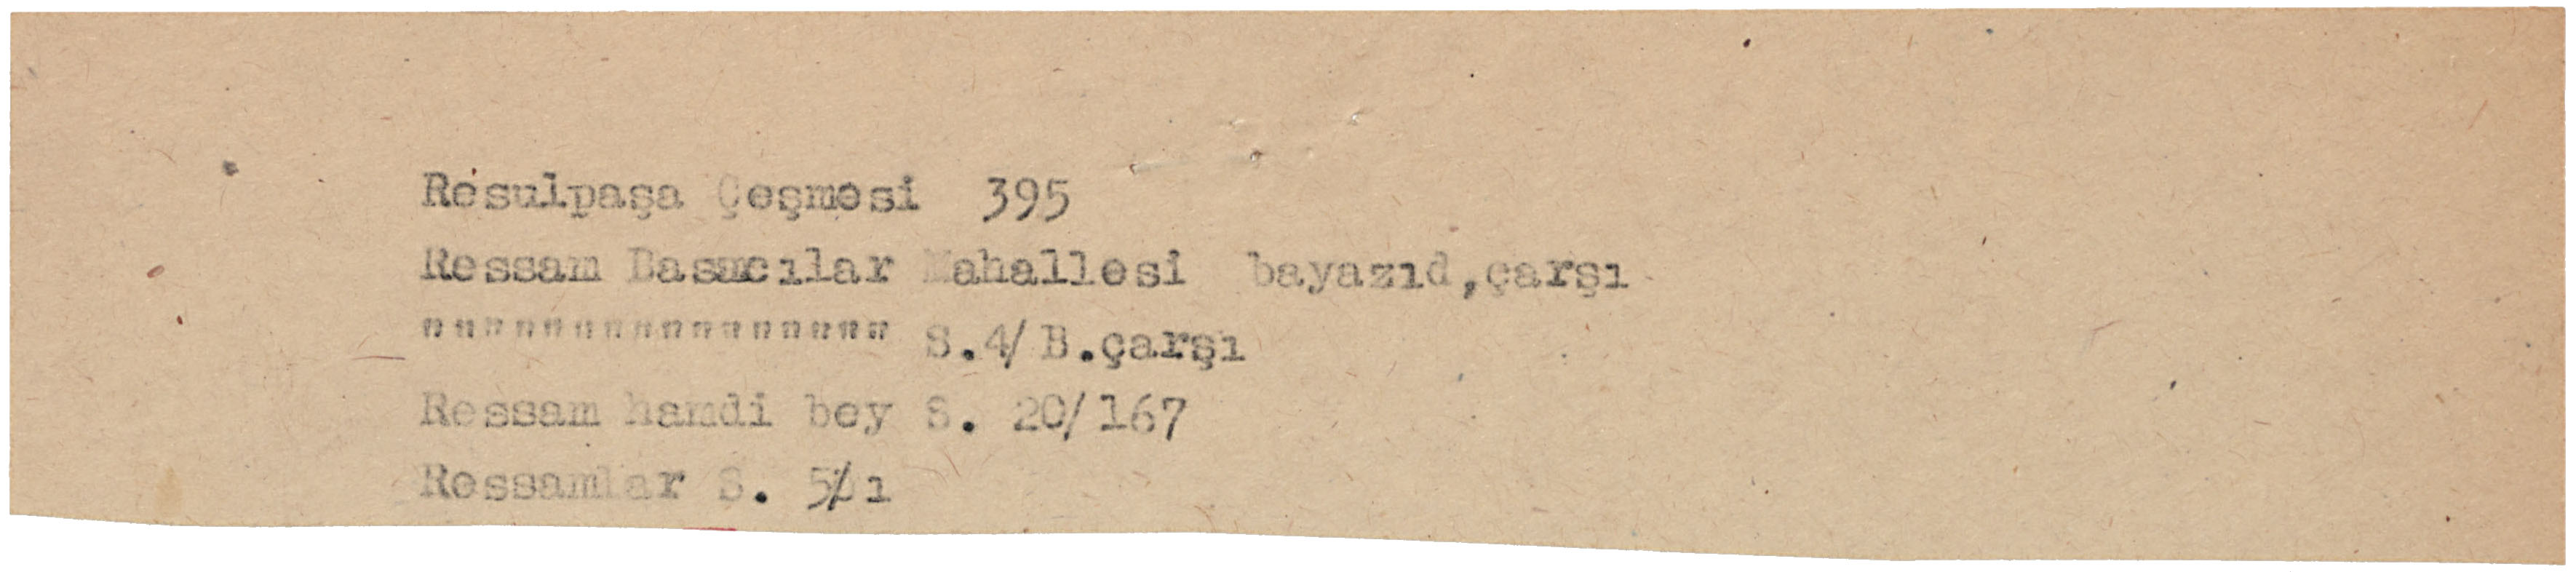 Resulpaşa Çeşmesi 395
Ressam Basmcılar Mahallesi bayazıd,çarşı
" " " " " " " " " " " " " " " " S.4/B.çarşı
Ressam hamdi bey S. 20/167
Ressamlar S. 5/1